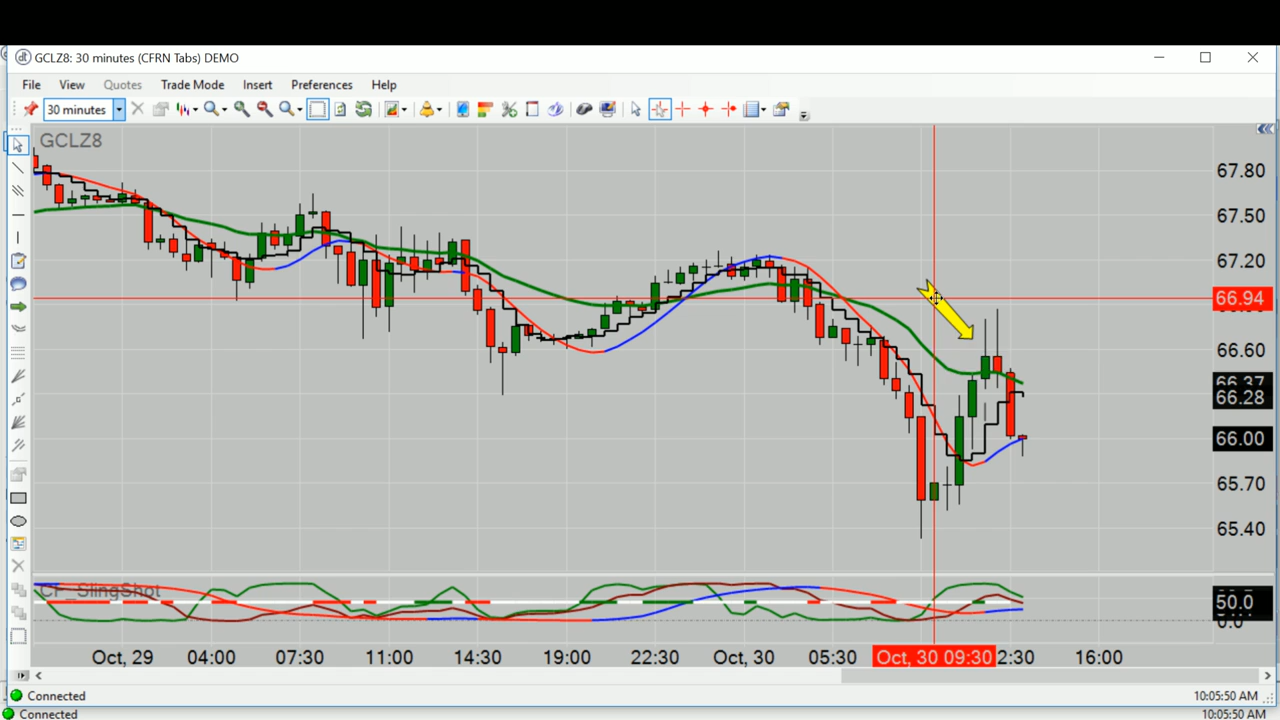 GCLZ8: 30 minutes (CFRN Tabs) DEMO
File View Quotes Trade Mode Insert Preferences Help
30 minutes
GCLZ8
67.80
67.50
67.20
66.94
66.60
66.37
66.28
66.00
65.70
65.40
CF_SlingShot
50.0
0.0
Oct, 29 04:00 07:30 11:00 14:30 19:00 22:30 Oct, 30 05:30 Oct, 30 09:30 2:30 16:00
Connected 10:05:50 AM
Connected 10:05:50 AM